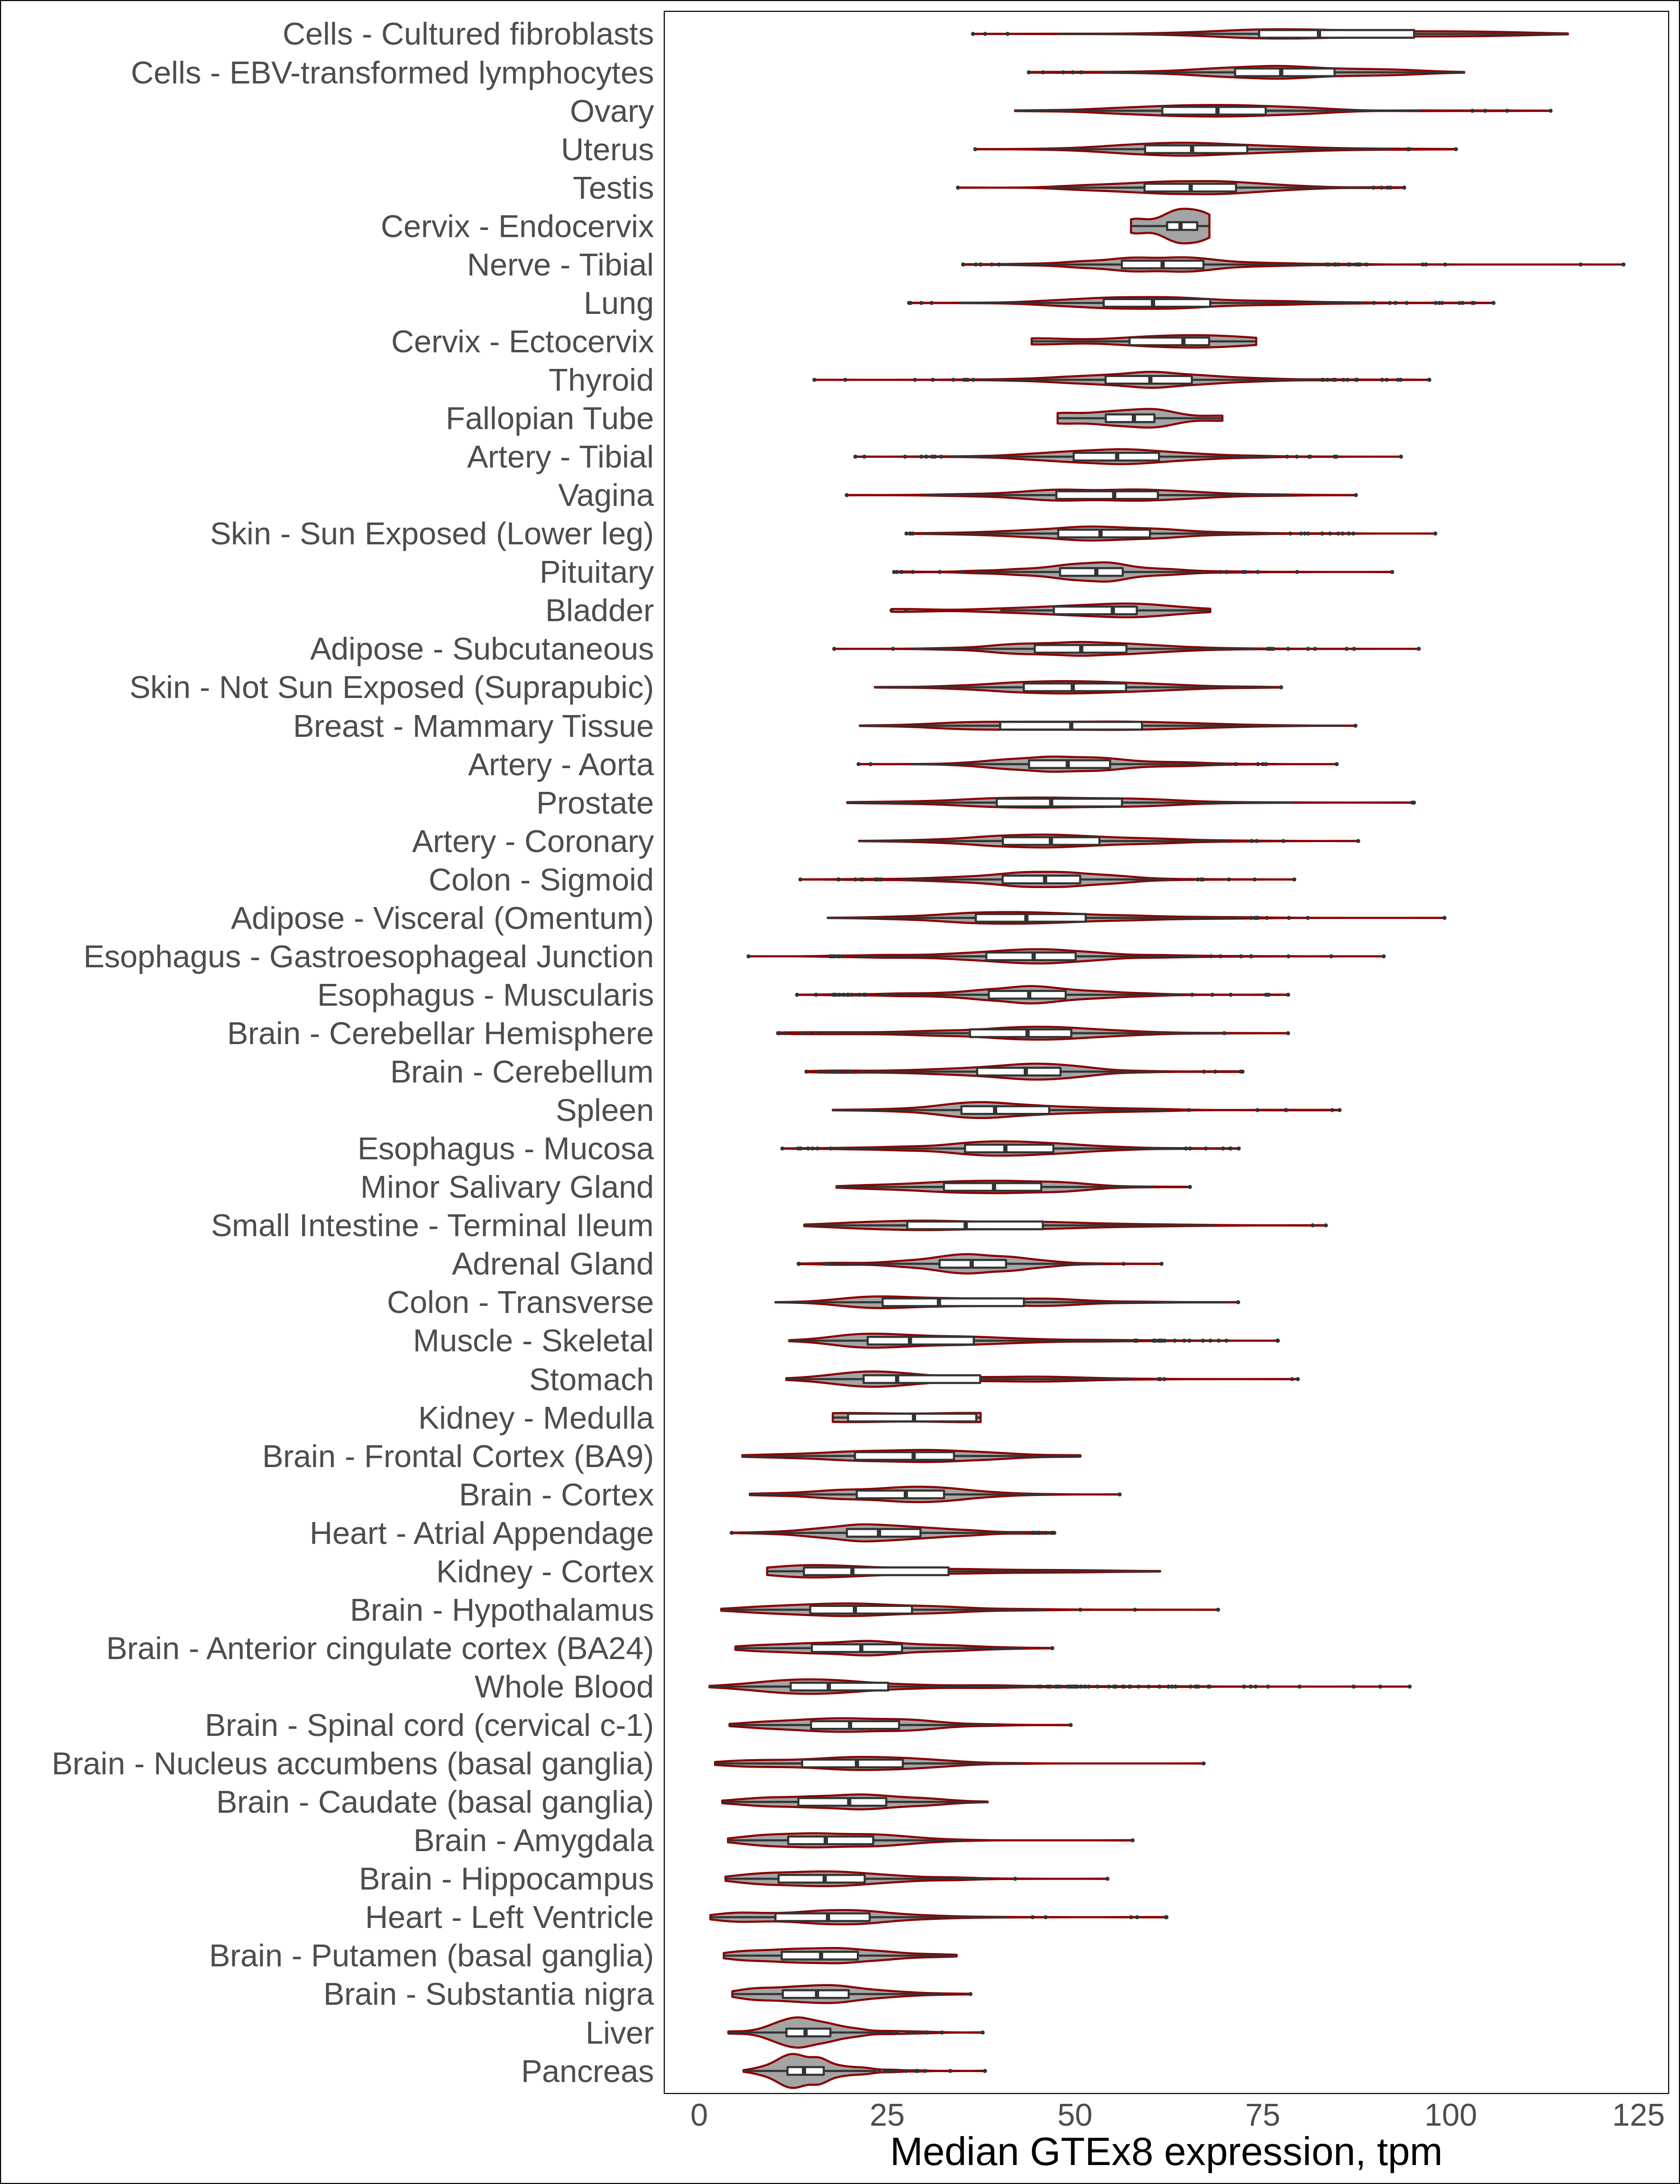 Cells - Cultured fibroblasts
Cells - EBV-transformed lymphocytes
Ovary
Uterus
Testis
Cervix - Endocervix
Nerve - Tibial
Lung
Cervix - Ectocervix
Thyroid
Fallopian Tube
Artery - Tibial
Vagina
Skin - Sun Exposed (Lower leg)
Pituitary
Bladder
Adipose - Subcutaneous
Skin - Not Sun Exposed (Suprapubic)
Breast - Mammary Tissue
Artery - Aorta
Prostate
Artery - Coronary
Colon - Sigmoid
Adipose - Visceral (Omentum)
Esophagus - Gastroesophageal Junction
Esophagus - Muscularis
Brain - Cerebellar Hemisphere
Brain - Cerebellum
Spleen
Esophagus - Mucosa
Minor Salivary Gland
Small Intestine - Terminal Ileum
Adrenal Gland
Colon - Transverse
Muscle - Skeletal
Stomach
Kidney - Medulla
Brain - Frontal Cortex (BA9)
Brain - Cortex
Heart - Atrial Appendage
Kidney - Cortex
Brain - Hypothalamus
Brain - Anterior cingulate cortex (BA24)
Whole Blood
Brain - Spinal cord (cervical c-1)
Brain - Nucleus accumbens (basal ganglia)
Brain - Caudate (basal ganglia)
Brain - Amygdala
Brain - Hippocampus
Heart - Left Ventricle
Brain - Putamen (basal ganglia)
Brain - Substantia nigra
Liver
Pancreas
0 25 50 75 100 125
Median GTEx8 expression, tpm